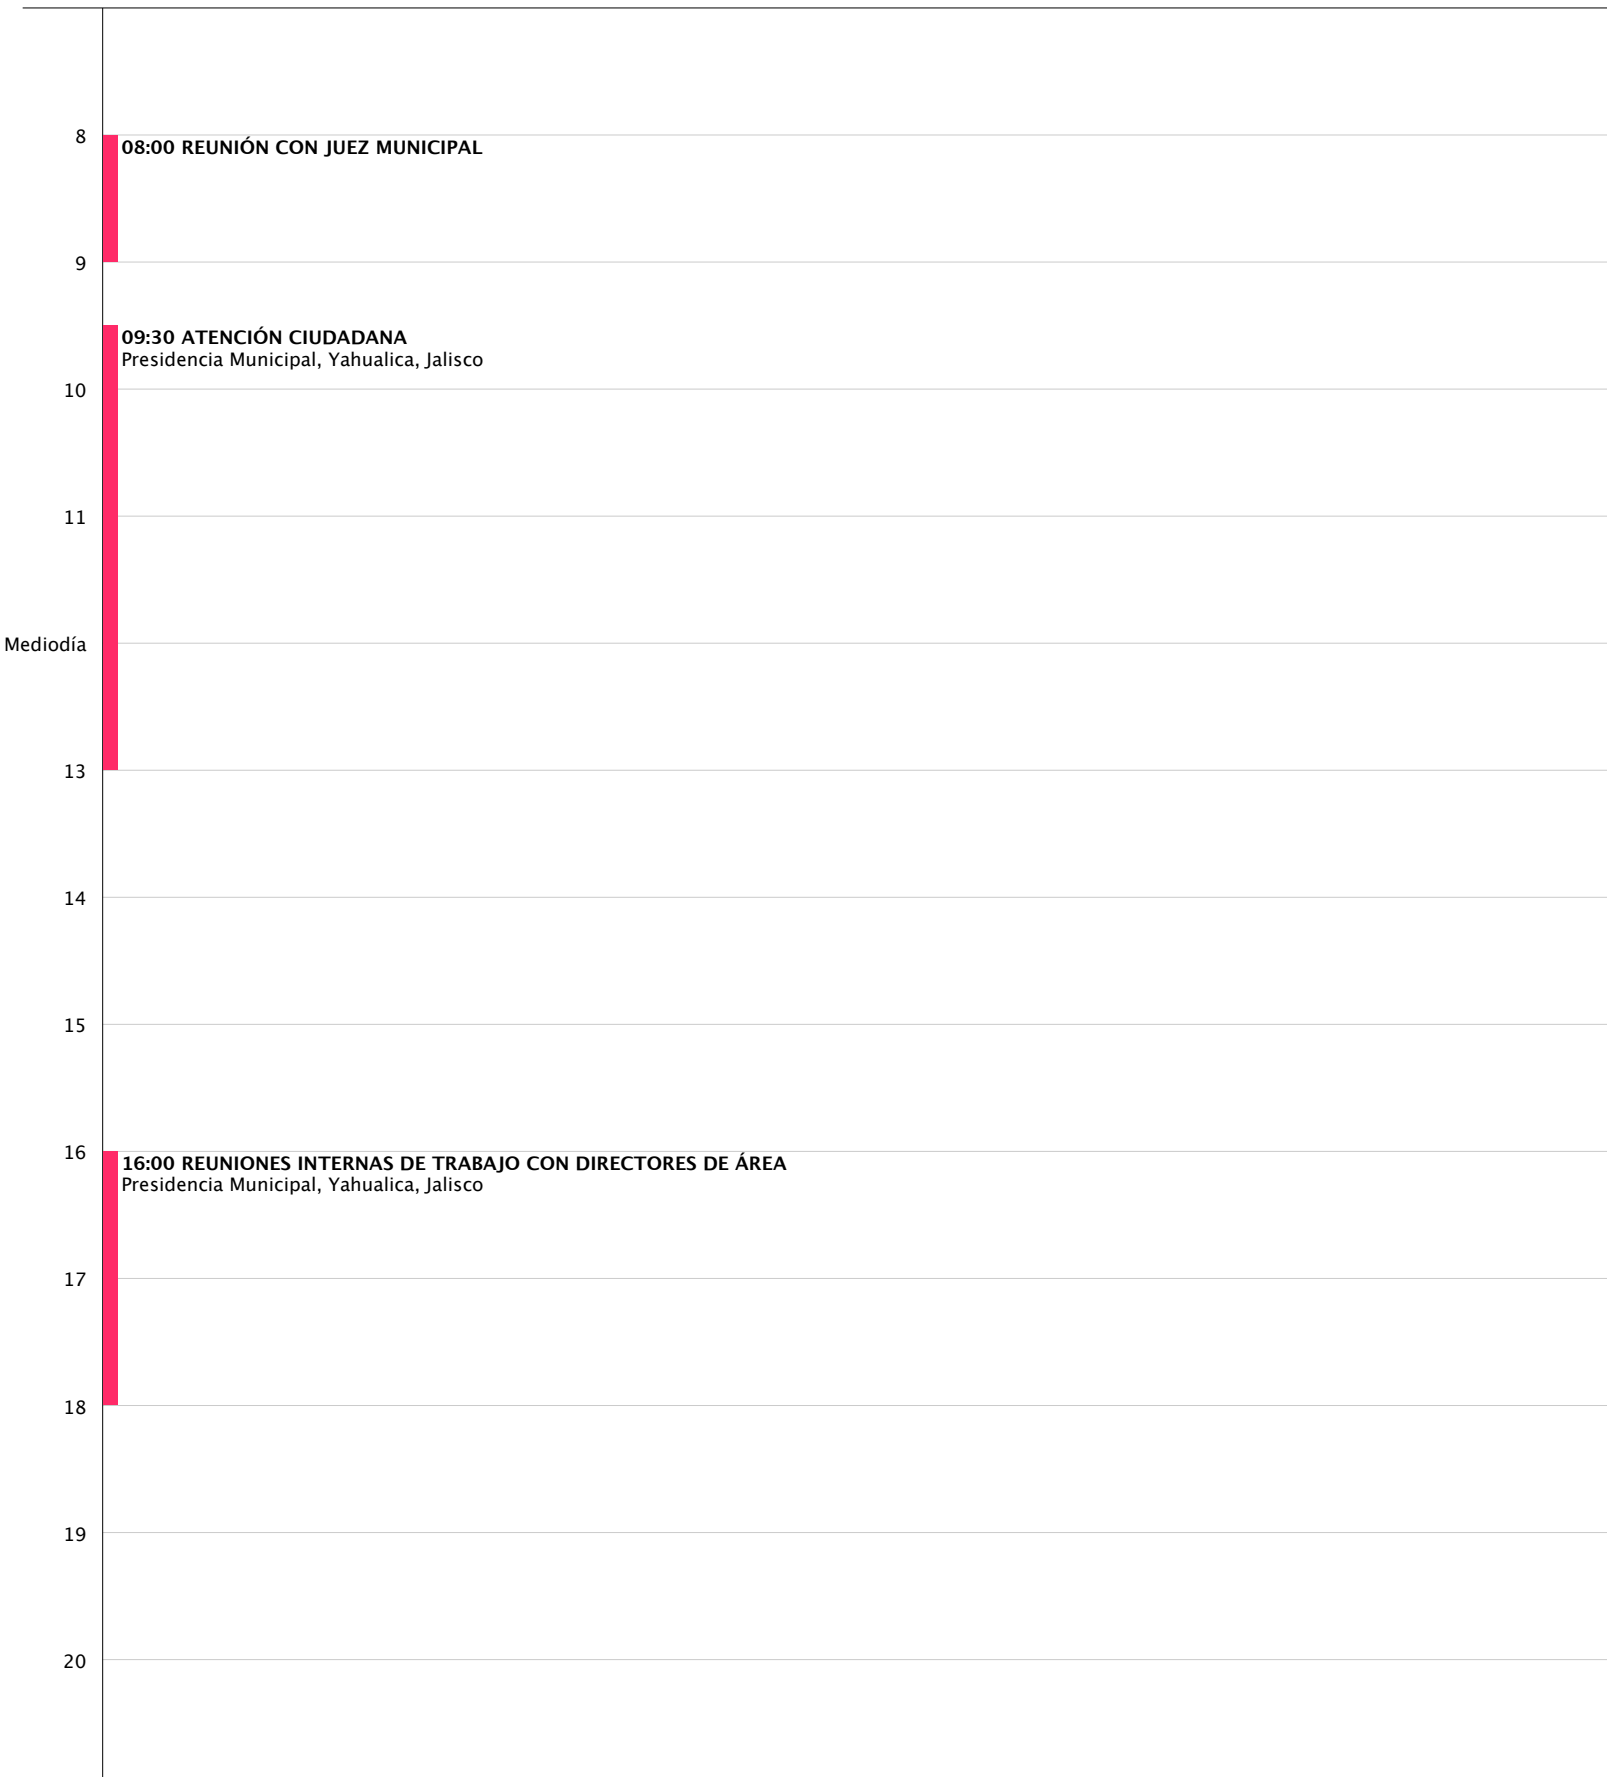 8
08:00 REUNIÓN CON JUEZ MUNICIPAL
9
09:30 ATENCIÓN CIUDADANA
Presidencia Municipal, Yahualica, Jalisco
10
11
Mediodía
13
14
15
16
16:00 REUNIONES INTERNAS DE TRABAJO CON DIRECTORES DE ÁREA
Presidencia Municipal, Yahualica, Jalisco
17
18
19
20